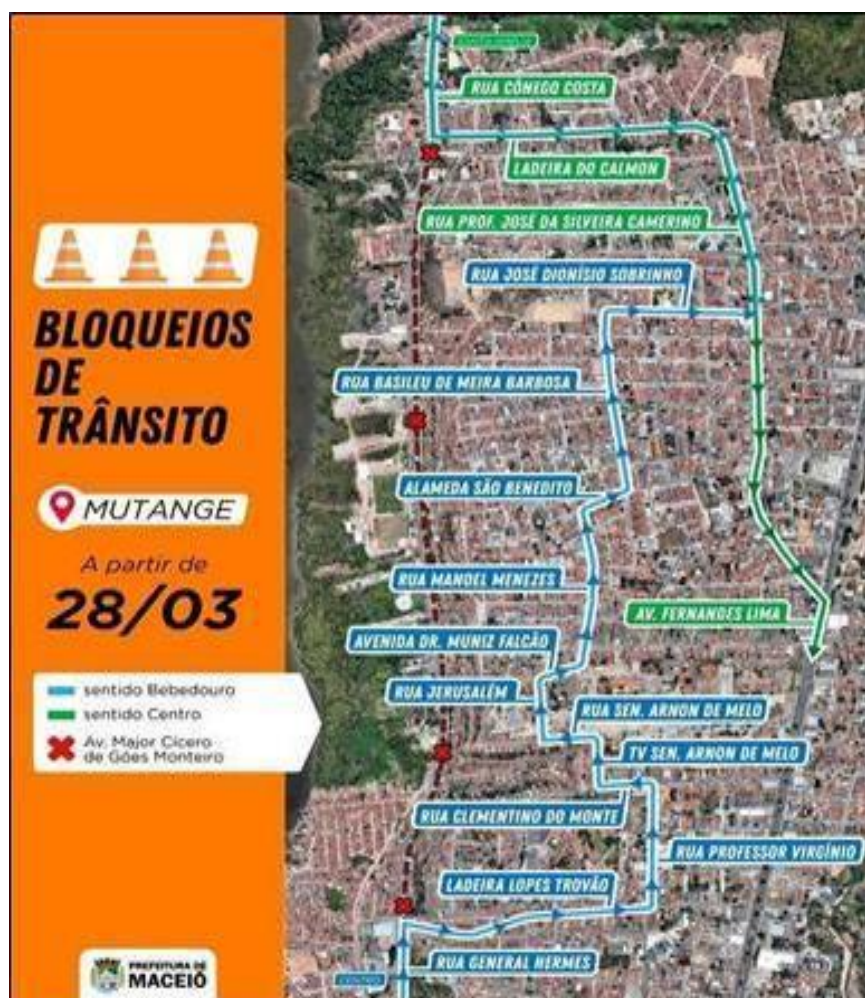 BLOQUEIOS
DE
TRÂNSITO
MUTANGE
A partir de
28/03
sentido Bebedouro
sentido Centro
Av. Major Cícero
de Góes Monteiro
PREFEITURA DE
MACEIÓ
RUA CÔNEGO COSTA
LADEIRA DO CALMON
RUA PROF. JOSÉ DA SILVEIRA CAMERINO
RUA JOSÉ DIONÍSIO SOBRINHO
RUA BASILEU DE MEIRA BARBOSA
ALAMEDA SÃO BENEDITO
RUA MANOEL MENEZES
AV. FERNANDES LIMA
AVENIDA DR. MUNIZ FALCÃO
RUA JERUSALÉM
RUA SEN. ARNON DE MELO
TV SEN. ARNON DE MELO
RUA CLEMENTINO DO MONTE
RUA PROFESSOR VIRGÍNIO
LADEIRA LOPES TROVÃO
RUA GENERAL HERMES
CENTRO